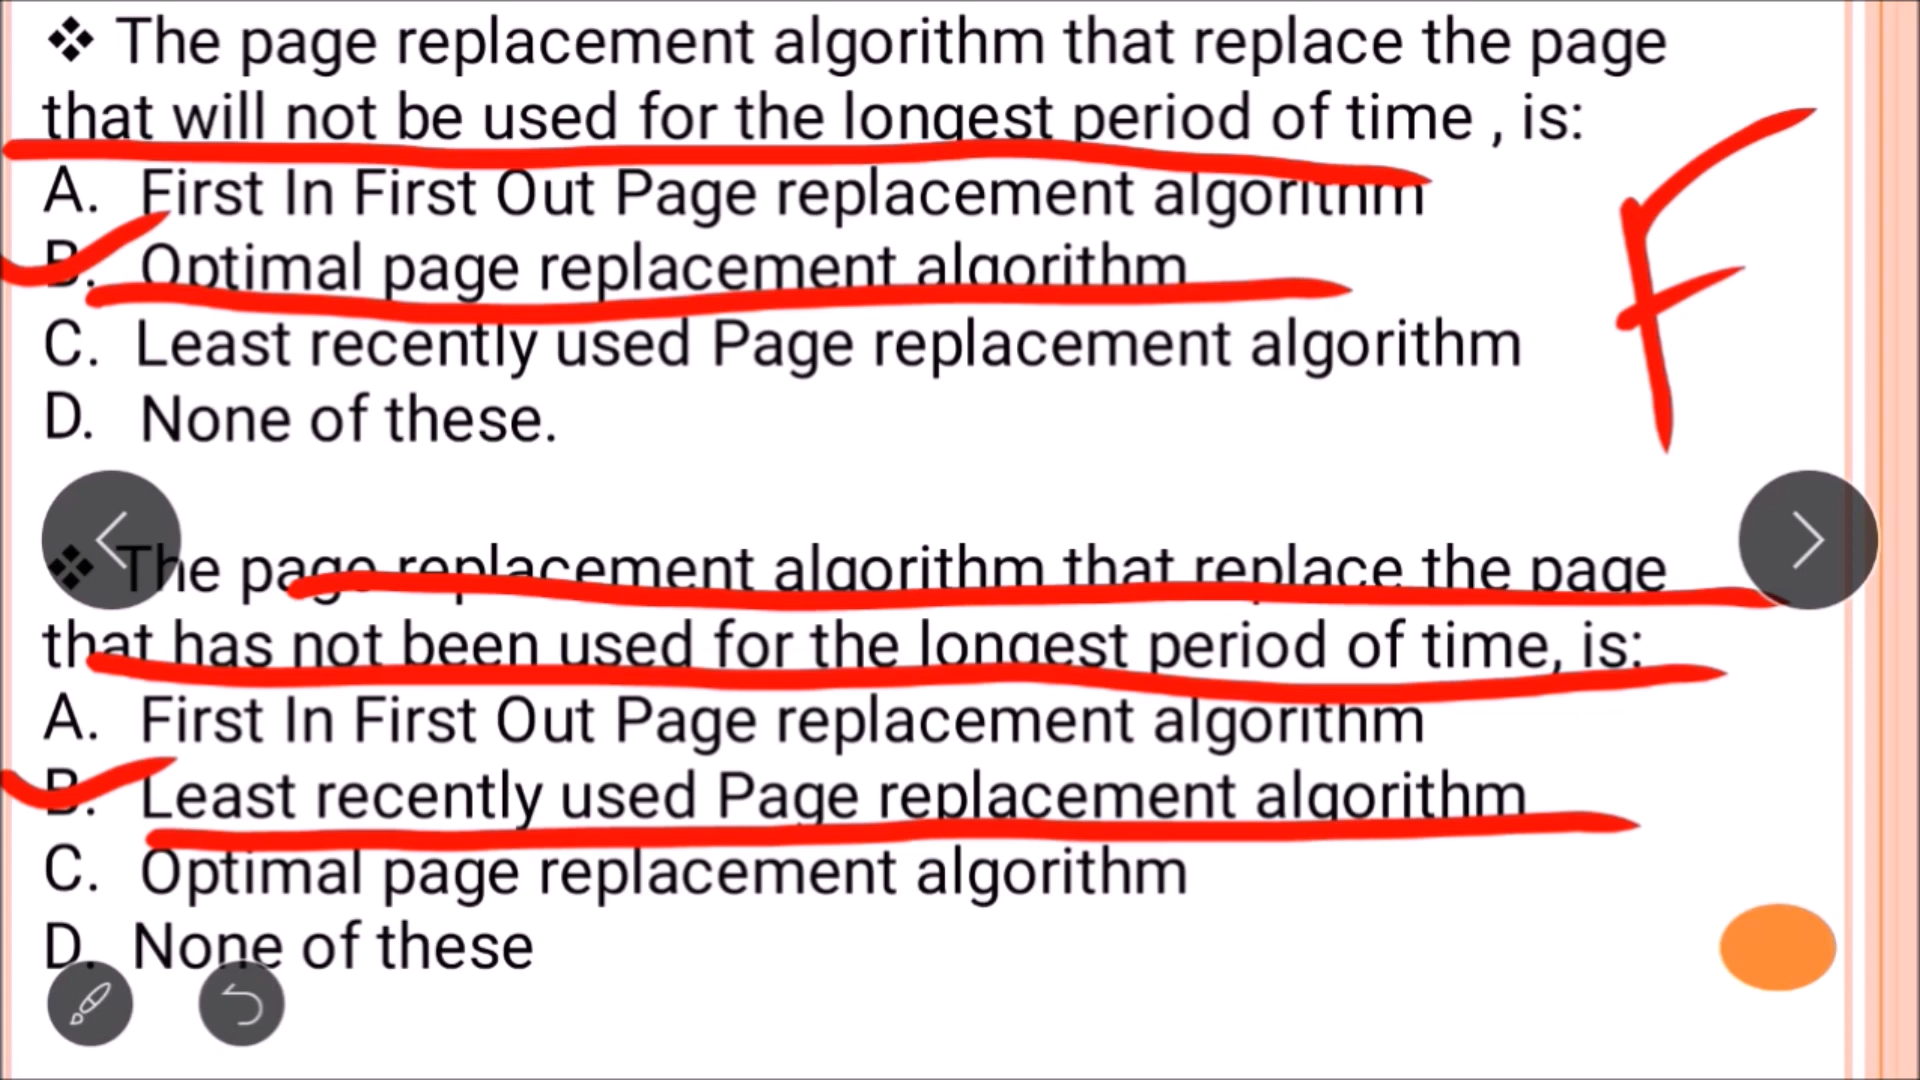 ❖ The page replacement algorithm that replace the page
that will not be used for the longest period of time , is:
A. First In First Out Page replacement algorithm
B. Optimal page replacement algorithm
F
C. Least recently used Page replacement algorithm
D. None of these.
❖ The page replacement algorithm that replace the page
that has not been used for the longest period of time, is:
A. First In First Out Page replacement algorithm
B. Least recently used Page replacement algorithm
C. Optimal page replacement algorithm
D. None of these